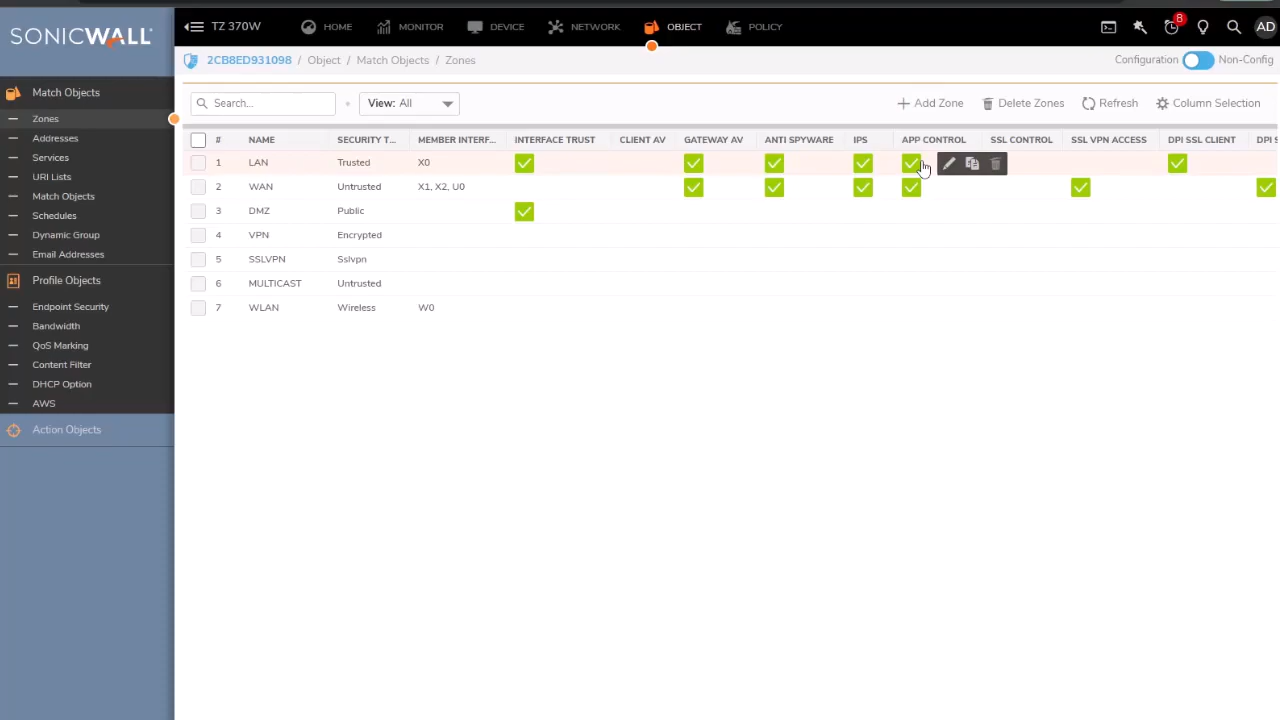 SONICWALL
TZ 370W HOME MONITOR DEVICE NETWORK OBJECT POLICY 8 AD
2CB8ED931098 / Object / Match Objects / Zones Configuration Non-Config
Match Objects
Zones
Addresses
Services
URI Lists
Match Objects
Schedules
Dynamic Group
Email Addresses
Profile Objects
Endpoint Security
Bandwidth
QoS Marking
Content Filter
DHCP Option
AWS
Action Objects
Search... View: All Add Zone Delete Zones Refresh Column Selection
# NAME SECURITY T... MEMBER INTERF... INTERFACE TRUST CLIENT AV GATEWAY AV ANTI SPYWARE IPS APP CONTROL SSL CONTROL SSL VPN ACCESS DPI SSL CLIENT DPI S
1 LAN Trusted X0
2 WAN Untrusted X1, X2, U0
3 DMZ Public
4 VPN Encrypted
5 SSLVPN Sslvpn
6 MULTICAST Untrusted
7 WLAN Wireless W0